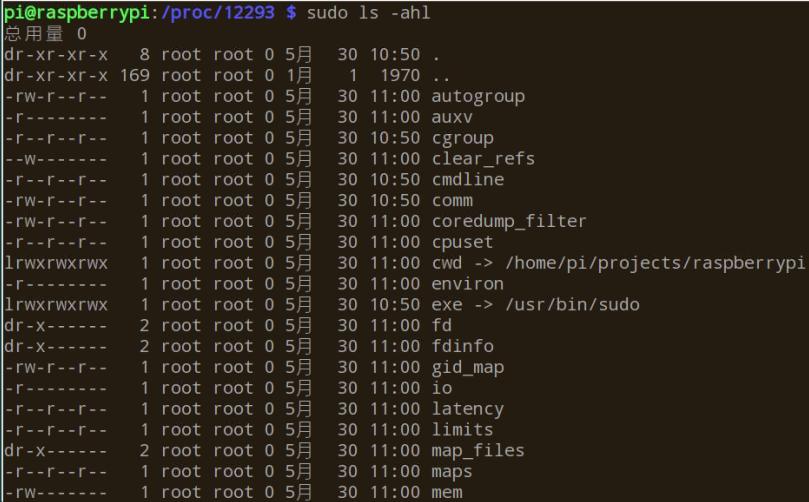 pi@raspberrypi:/proc/12293 $ sudo ls -ahl
总用量 0
dr-xr-xr-x   8 root root 0 5月  30 10:50 .
dr-xr-xr-x 169 root root 0 1月   1  1970 ..
-rw-r--r--   1 root root 0 5月  30 11:00 autogroup
-r--------   1 root root 0 5月  30 11:00 auxv
-r--r--r--   1 root root 0 5月  30 10:50 cgroup
--w-------   1 root root 0 5月  30 11:00 clear_refs
-r--r--r--   1 root root 0 5月  30 10:50 cmdline
-rw-r--r--   1 root root 0 5月  30 10:50 comm
-rw-r--r--   1 root root 0 5月  30 11:00 coredump_filter
-r--r--r--   1 root root 0 5月  30 11:00 cpuset
lrwxrwxrwx   1 root root 0 5月  30 11:00 cwd -> /home/pi/projects/raspberrypi
-r--------   1 root root 0 5月  30 11:00 environ
lrwxrwxrwx   1 root root 0 5月  30 10:50 exe -> /usr/bin/sudo
dr-x------   2 root root 0 5月  30 11:00 fd
dr-x------   2 root root 0 5月  30 11:00 fdinfo
-rw-r--r--   1 root root 0 5月  30 11:00 gid_map
-r--------   1 root root 0 5月  30 11:00 io
-r--r--r--   1 root root 0 5月  30 11:00 latency
-r--r--r--   1 root root 0 5月  30 11:00 limits
dr-x------   2 root root 0 5月  30 11:00 map_files
-r--r--r--   1 root root 0 5月  30 11:00 maps
-rw-------   1 root root 0 5月  30 11:00 mem